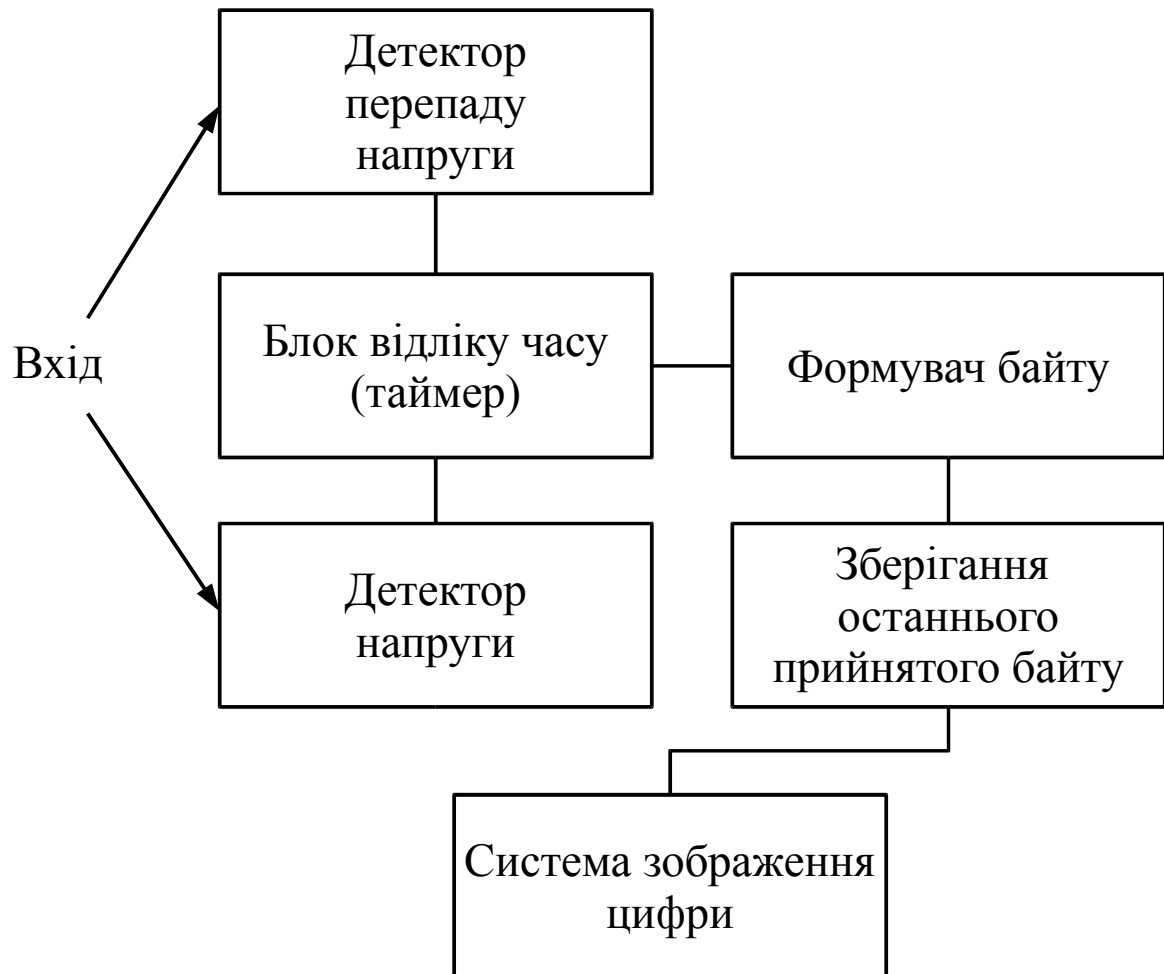 Детектор
перепаду
напруги
Вхід
Блок відліку часу
(таймер)
Формувач байту
Детектор
напруги
Зберігання
останнього
прийнятого байту
Система зображення
цифри